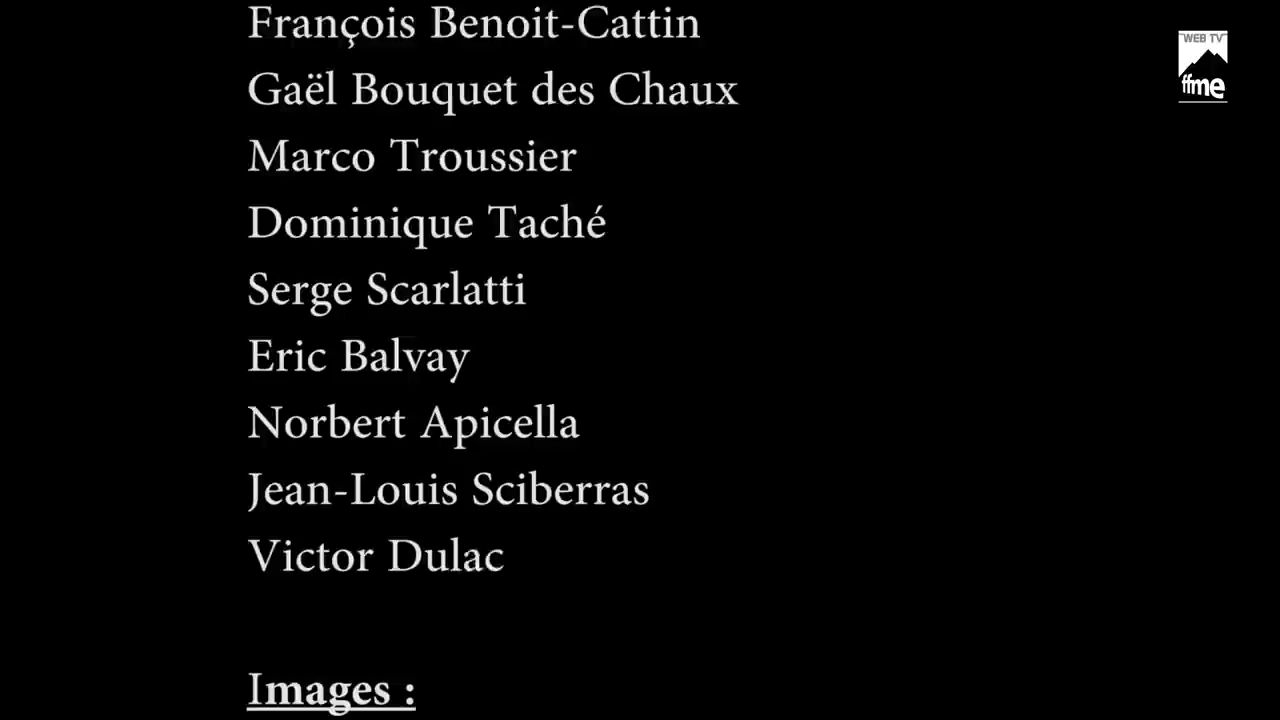 François Benoit-Cattin
WEB TV
ffme
Gaël Bouquet des Chaux
Marco Troussier
Dominique Taché
Serge Scarlatti
Eric Balvay
Norbert Apicella
Jean-Louis Sciberras
Victor Dulac
Images :